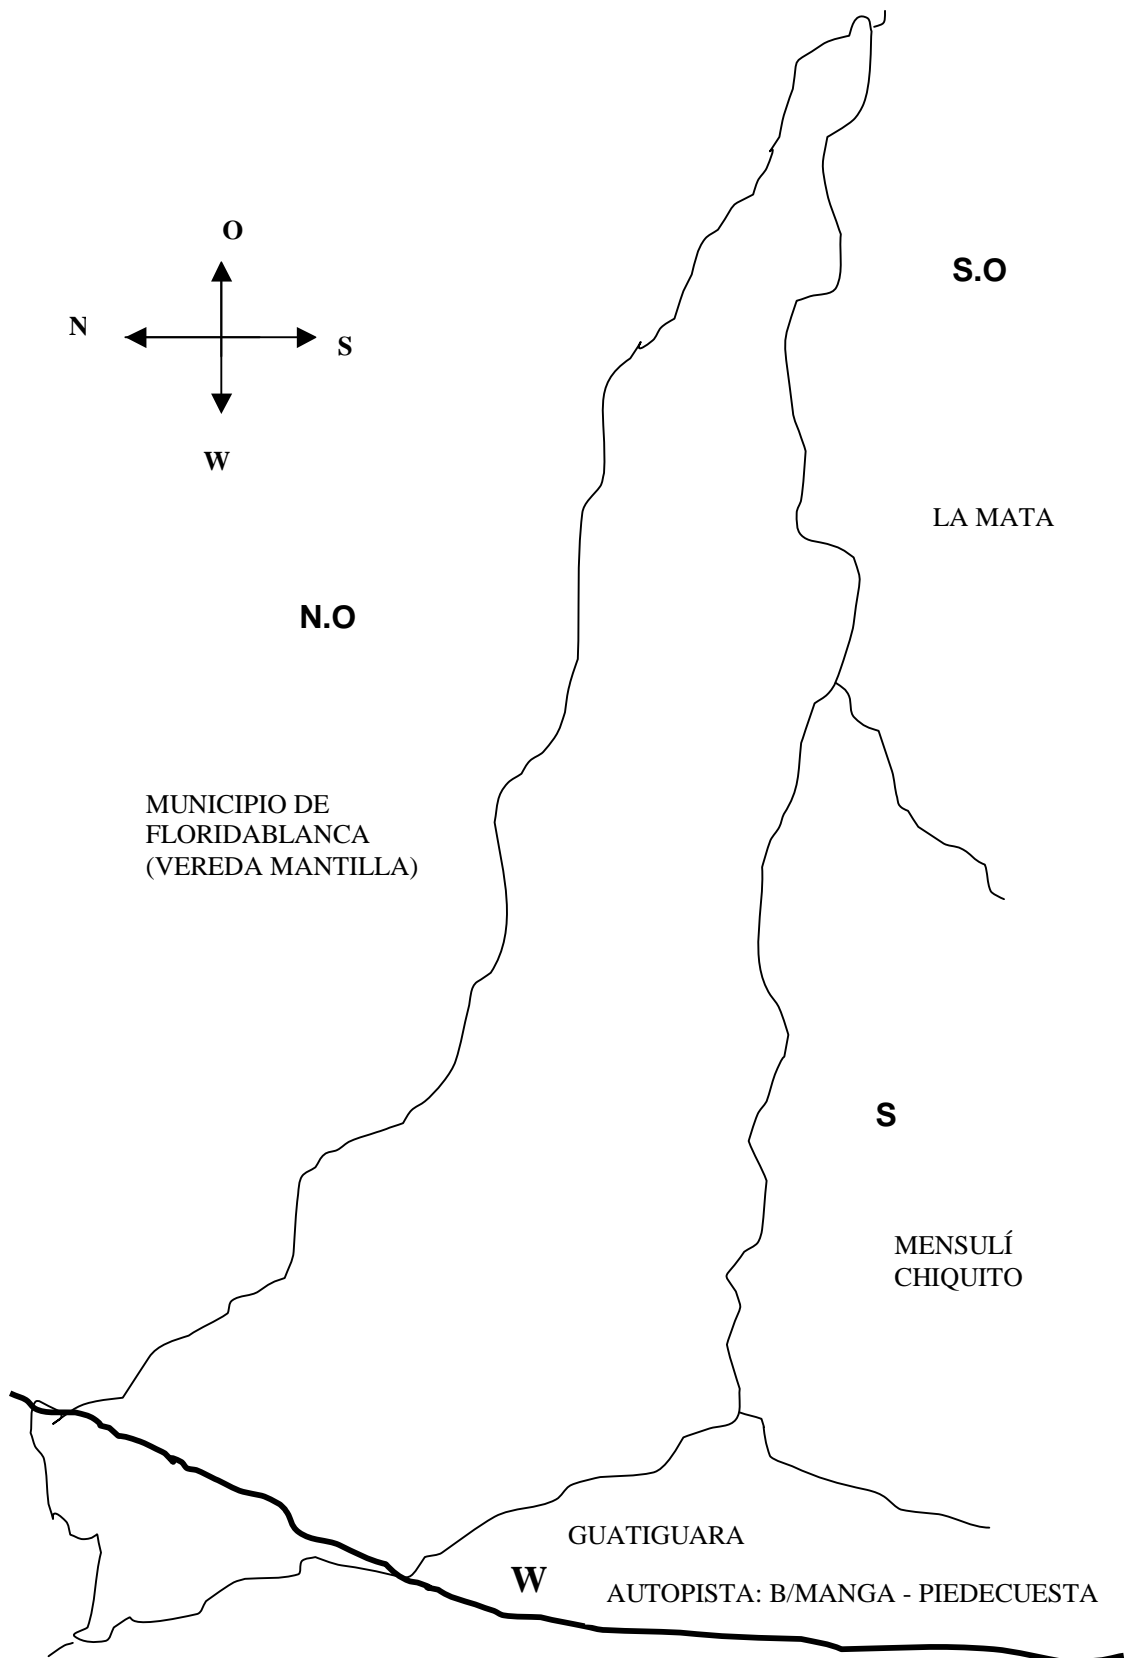 O
S.O
N
S
W
LA MATA
N.O
MUNICIPIO DE
FLORIDABLANCA
(VEREDA MANTILLA)
S
MENSULÍ
CHIQUITO
GUATIGUARA
W
AUTOPISTA: B/MANGA - PIEDECUESTA